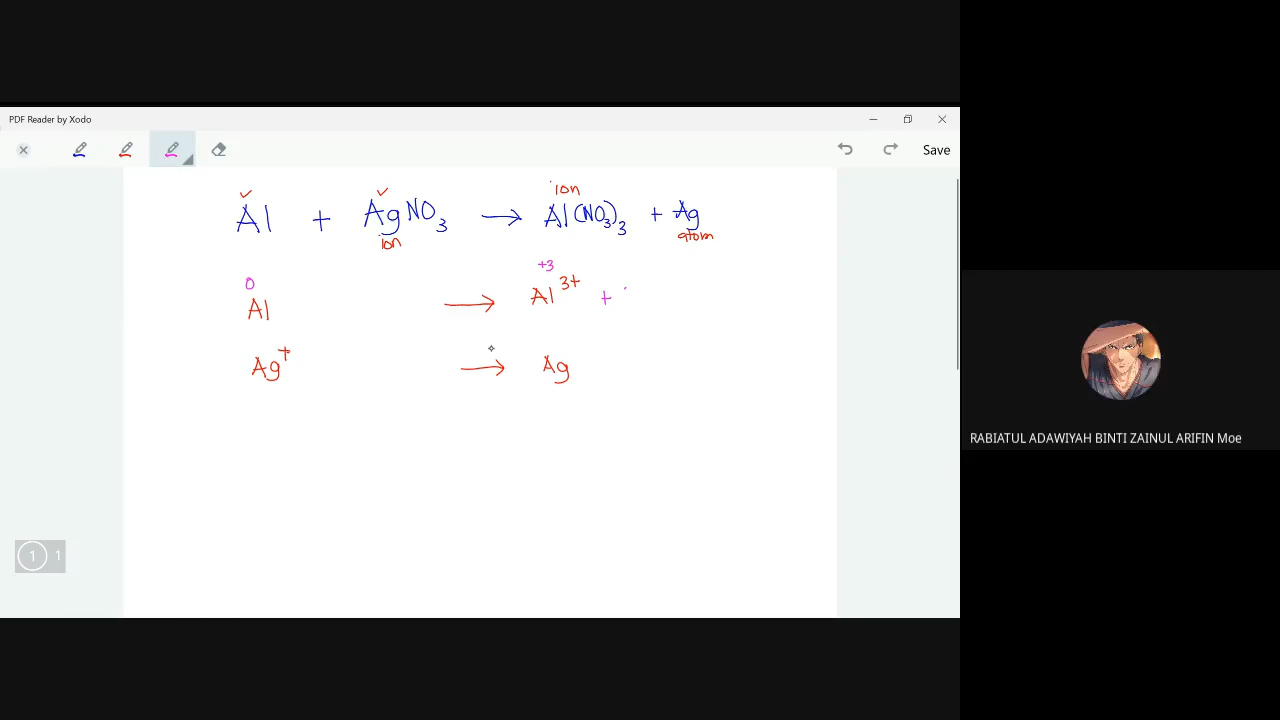 PDF Reader by Xodo
Save
ion
Al + AgNO3 → Al(NO3)3 + Ag
ion atom
0 +3
Al → Al3+ +
Ag+ → Ag
1 1
RABIATUL ADAWIYAH BINTI ZAINUL ARIFIN Moe